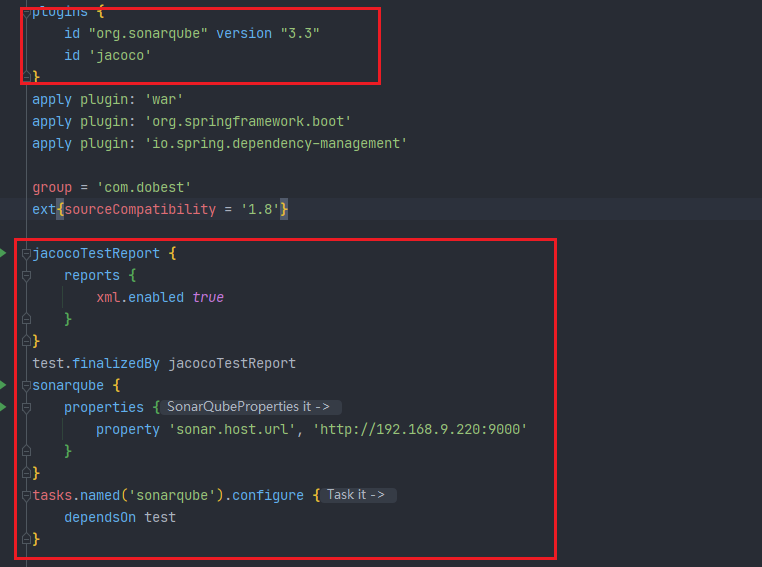 plugins {
id "org.sonarqube" version "3.3"
id 'jacoco'
}
apply plugin: 'war'
apply plugin: 'org.springframework.boot'
apply plugin: 'io.spring.dependency-management'
group = 'com.dobest'
ext{sourceCompatibility = '1.8'}
jacocoTestReport {
reports {
xml.enabled true
}
}
test.finalizedBy jacocoTestReport
sonarqube {
properties { SonarQubeProperties it ->
property 'sonar.host.url', 'http://192.168.9.220:9000'
}
}
tasks.named('sonarqube').configure { Task it ->
dependsOn test
}